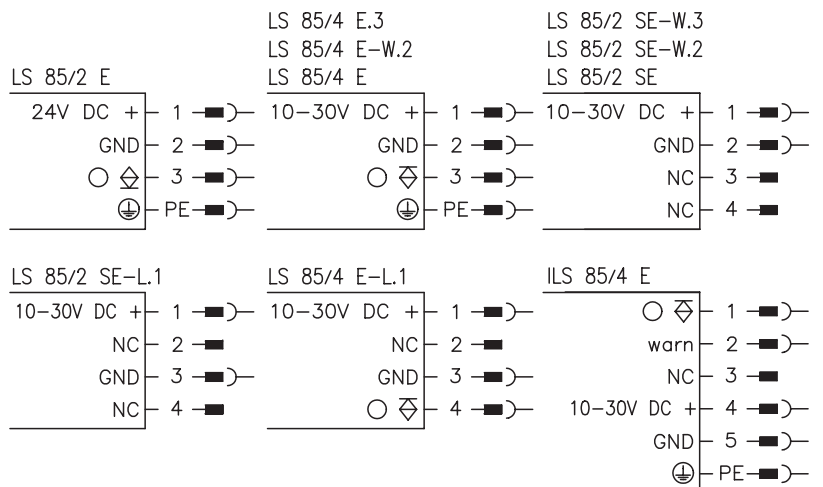 LS 85/2 E
24V DC + 1
GND 2
3
PE
LS 85/4 E.3
LS 85/4 E-W.2
LS 85/4 E
10-30V DC + 1
GND 2
3
PE
LS 85/2 SE-W.3
LS 85/2 SE-W.2
LS 85/2 SE
10-30V DC + 1
GND 2
NC 3
NC 4
LS 85/2 SE-L.1
10-30V DC + 1
NC 2
GND 3
NC 4
LS 85/4 E-L.1
10-30V DC + 1
NC 2
GND 3
4
ILS 85/4 E
1
warn 2
NC 3
10-30V DC + 4
GND 5
PE